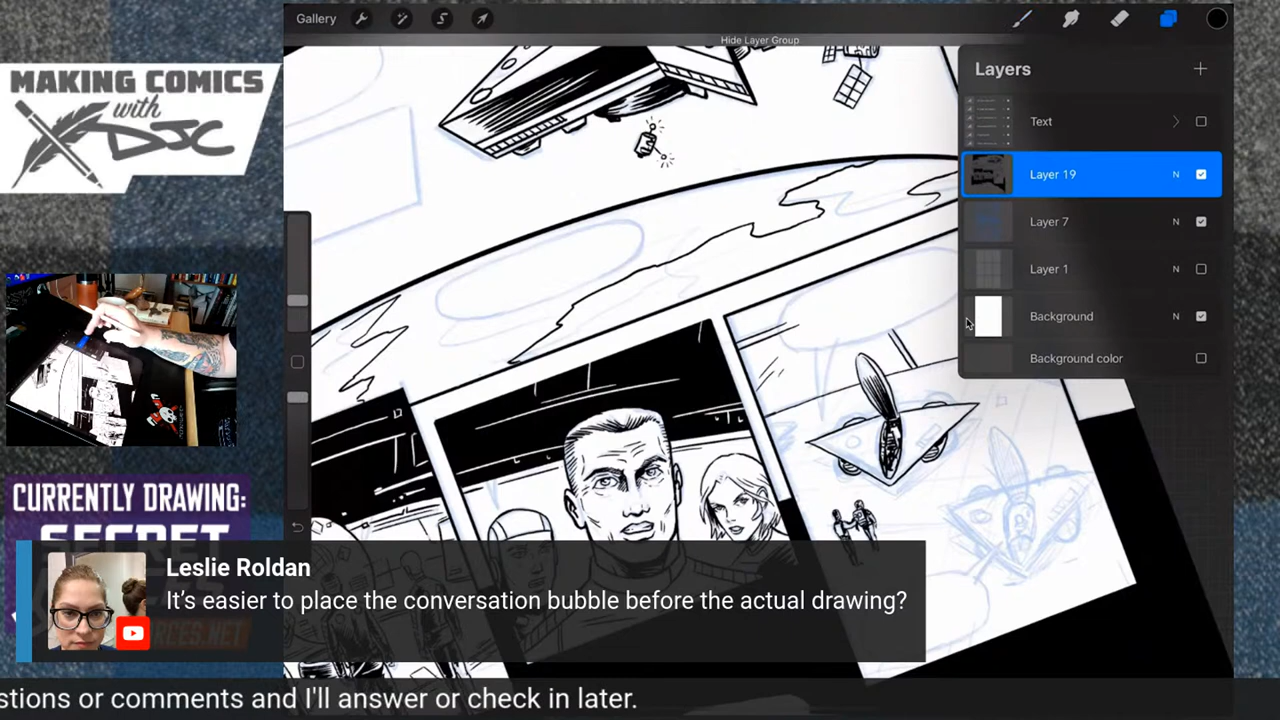 Gallery
Hide Layer Group
MAKING COMICS
with
DJC
Layers
Text
Layer 19
N
Layer 7
N
Layer 1
N
Background
N
Background color
CURRENTLY DRAWING:
SECRET
Leslie Roldan
It’s easier to place the conversation bubble before the actual drawing?
stions or comments and I'll answer or check in later.